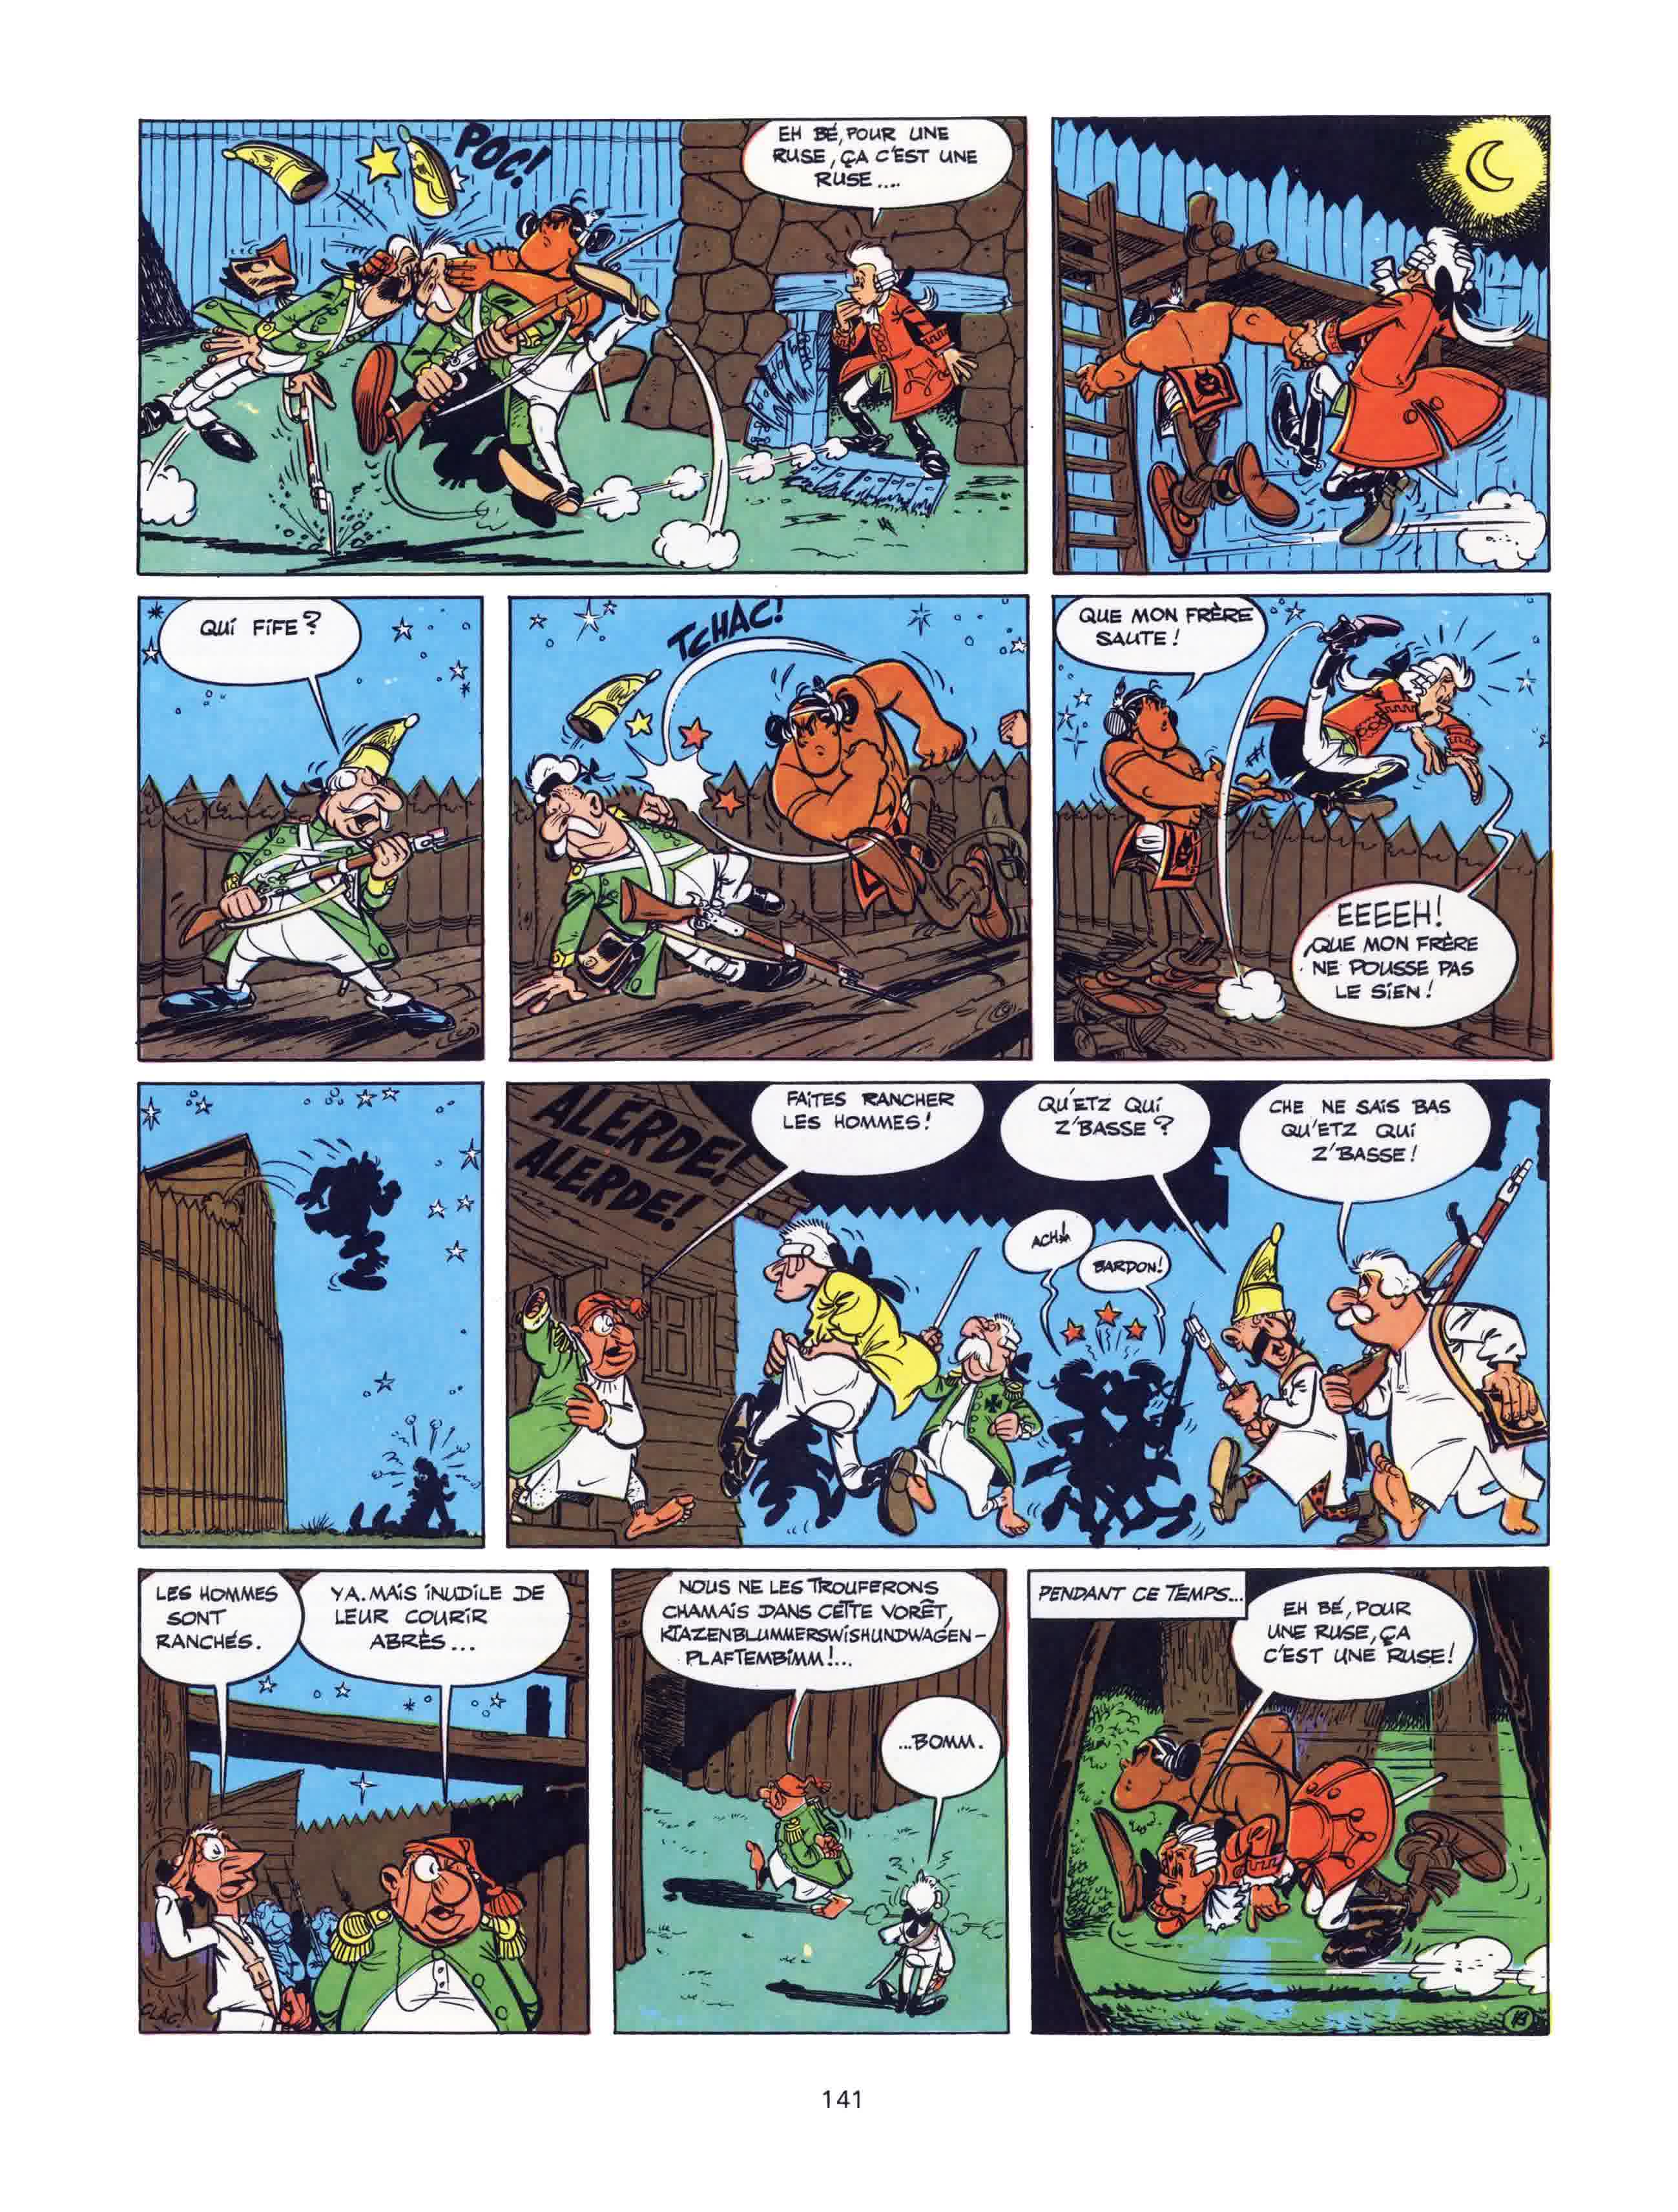 POC!
EH BÉ, POUR UNE
RUSE, ÇA C'EST UNE
RUSE....
QUI FIFE?
TCHAC!
QUE MON FRÈRE
SAUTE!
EEEEH!
QUE MON FRÈRE
NE POUSSE PAS
LE SIEN!
ALERDE!
ALERDE!
FAITES RANCHER
LES HOMMES!
ACHH
BARDON!
QU'ETZ QUI
Z'BASSE?
CHE NE SAIS BAS
QU'ETZ QUI
Z'BASSE!
LES HOMMES
SONT
RANCHÉS.
YA. MAIS INUDILE DE
LEUR COURIR
ABRÈS...
CLAC!
NOUS NE LES TROUFERONS
CHAMAIS DANS CETTE VORÊT,
KTAZENBLUMMERSWISHUNDWAGEN-
PLAFTEMBIMM!...
...BOMM.
PENDANT CE TEMPS...
EH BÉ, POUR
UNE RUSE, ÇA
C'EST UNE RUSE!
13
141